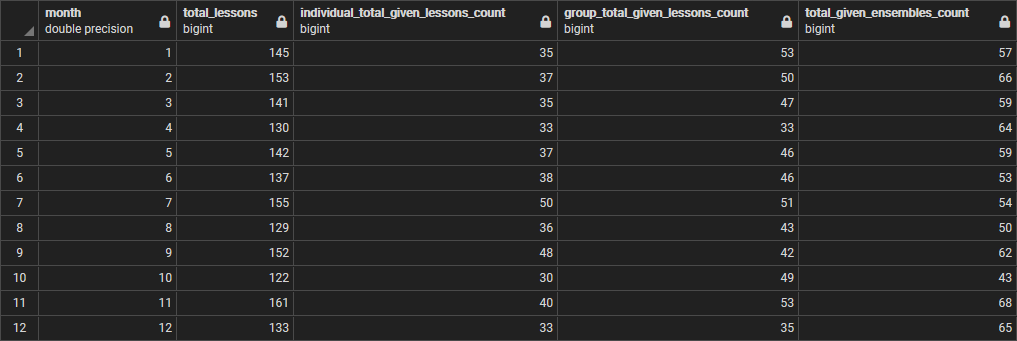 month total_lessons individual_total_given_lessons_count group_total_given_lessons_count total_given_ensembles_count
double precision bigint bigint bigint bigint
1 1 145 35 53 57
2 2 153 37 50 66
3 3 141 35 47 59
4 4 130 33 33 64
5 5 142 37 46 59
6 6 137 38 46 53
7 7 155 50 51 54
8 8 129 36 43 50
9 9 152 48 42 62
10 10 122 30 49 43
11 11 161 40 53 68
12 12 133 33 35 65